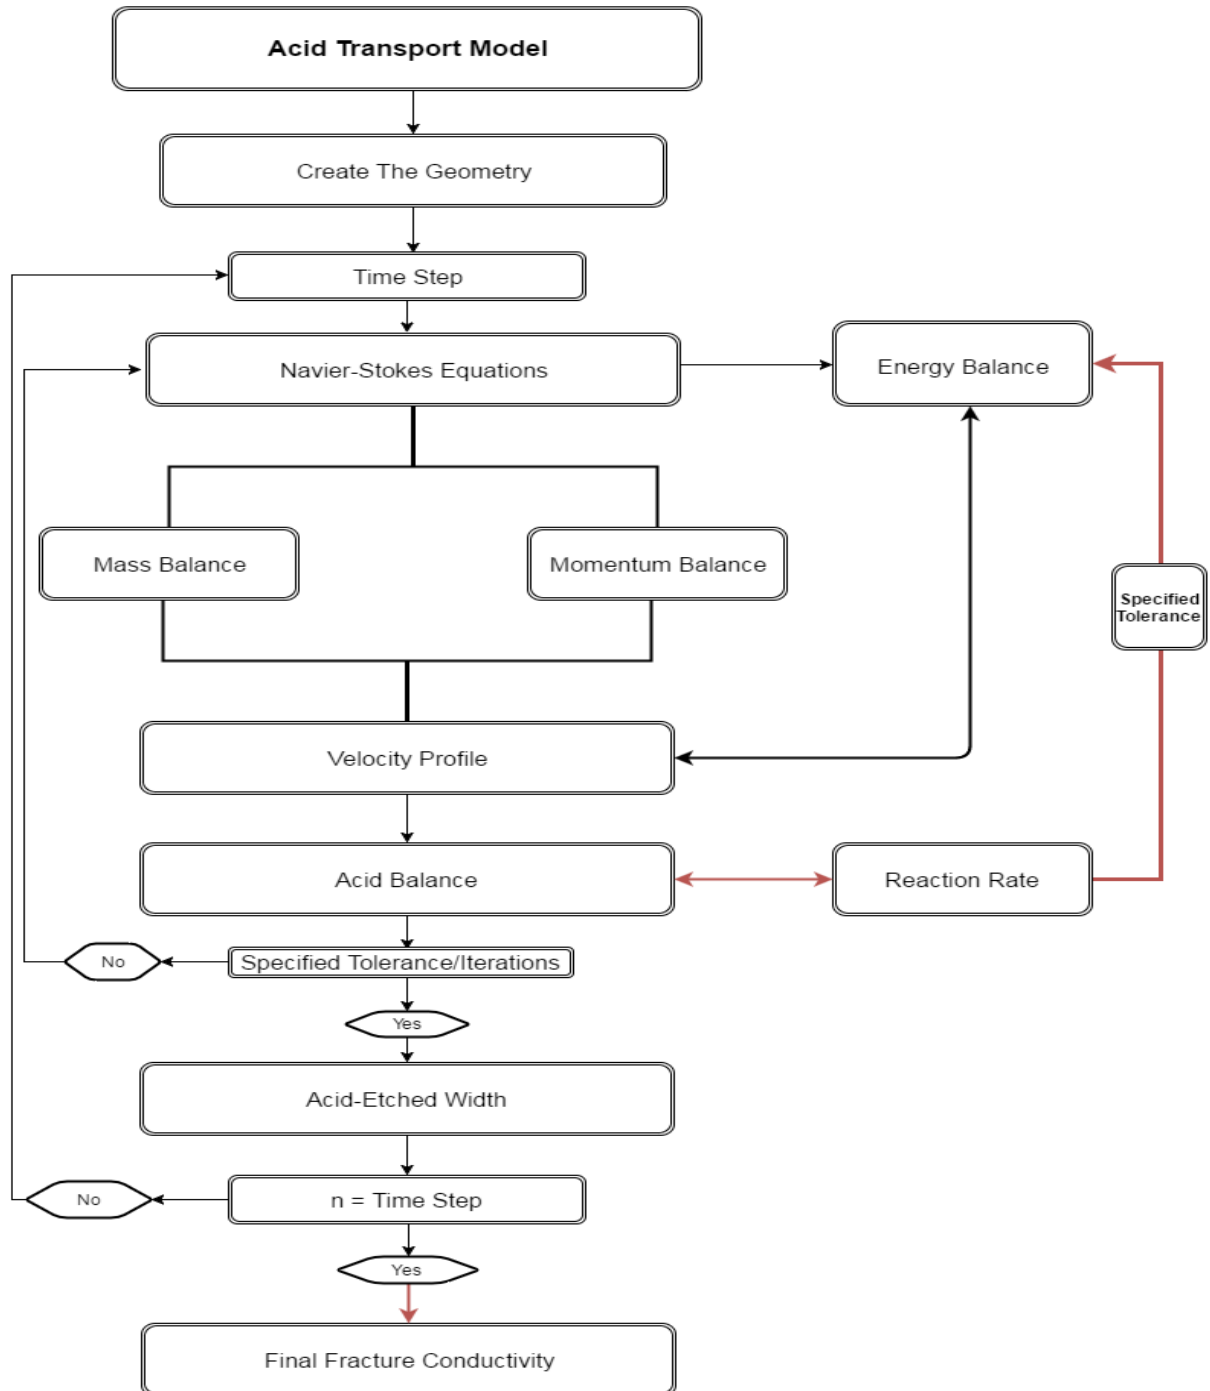 Acid Transport Model
Create The Geometry
Time Step
Navier-Stokes Equations
Energy Balance
Mass Balance
Momentum Balance
Specified
Tolerance
Velocity Profile
Acid Balance
Reaction Rate
No
Specified Tolerance/Iterations
Yes
Acid-Etched Width
No
n = Time Step
Yes
Final Fracture Conductivity